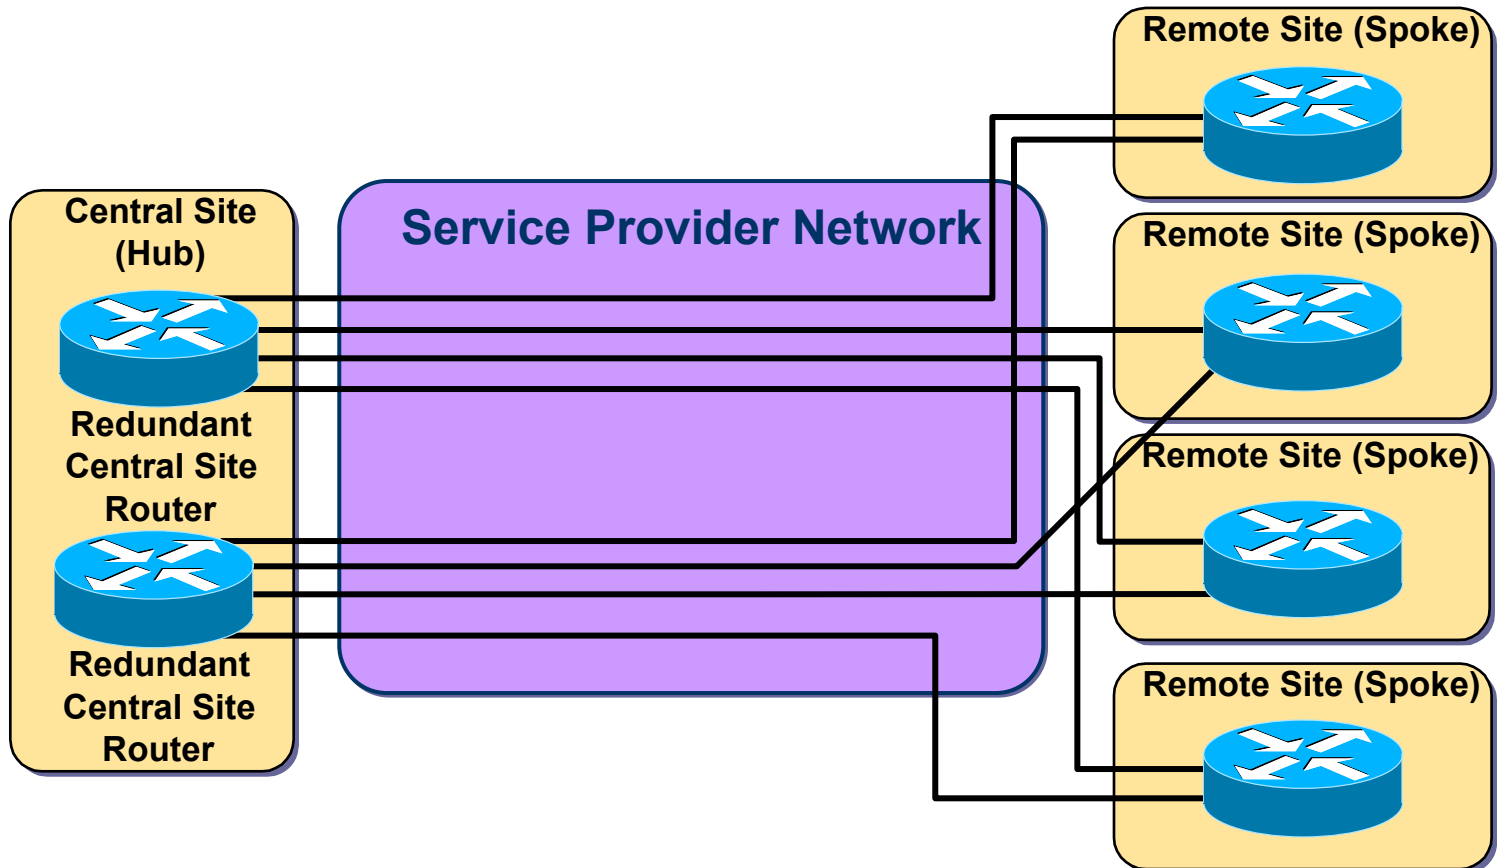 Remote Site (Spoke)
Central Site
(Hub)
Service Provider Network
Remote Site (Spoke)
Redundant
Central Site
Router
Remote Site (Spoke)
Redundant
Central Site
Router
Remote Site (Spoke)